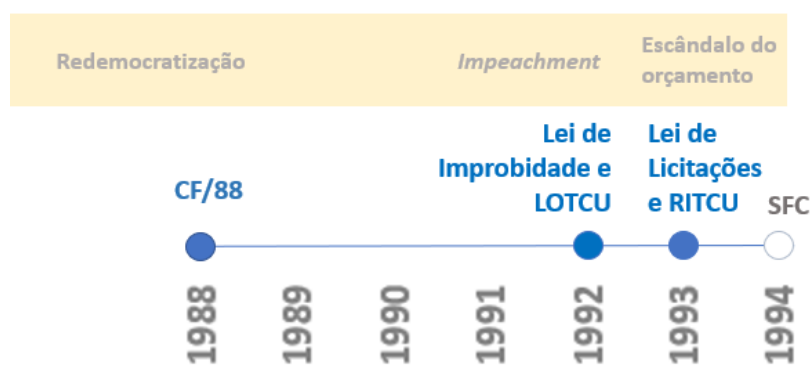 Redemocratização
Impeachment
Escândalo do
orçamento
CF/88
Lei de
Improbidade e
LOTCU
Lei de
Licitações
e RITCU
SFC
1988
1989
1990
1991
1992
1993
1994